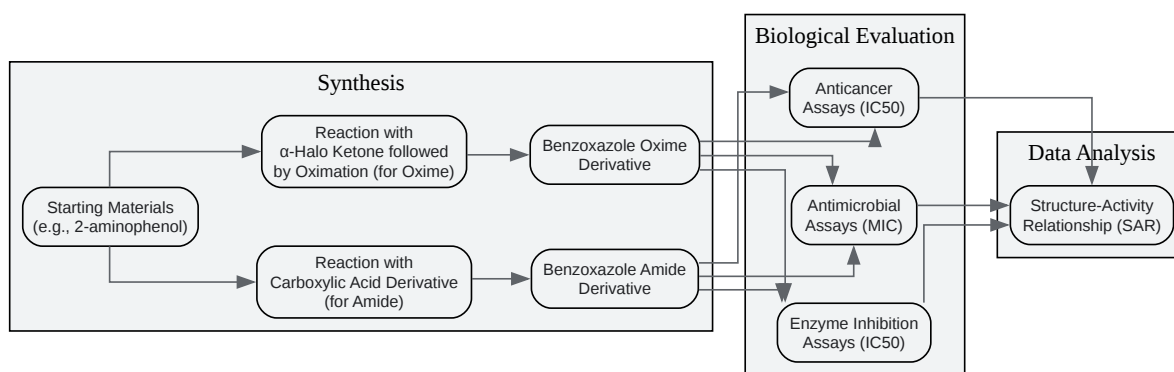 Synthesis
Starting Materials
(e.g., 2-aminophenol)
Reaction with
α-Halo Ketone followed
by Oximation (for Oxime)
Reaction with
Carboxylic Acid Derivative
(for Amide)
Benzoxazole Oxime
Derivative
Benzoxazole Amide
Derivative
Biological Evaluation
Anticancer
Assays (IC50)
Antimicrobial
Assays (MIC)
Enzyme Inhibition
Assays (IC50)
Data Analysis
Structure-Activity
Relationship (SAR)